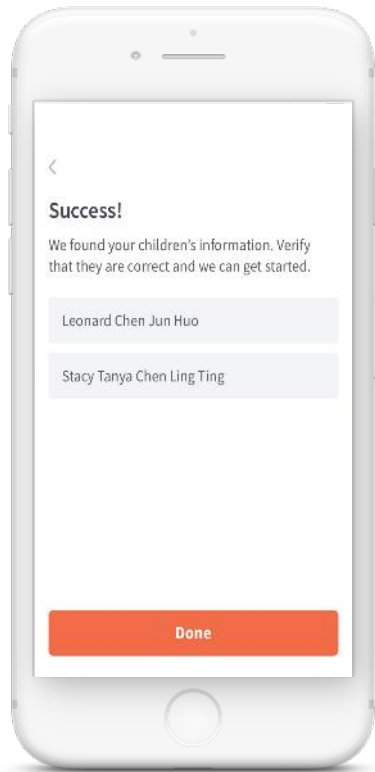 Success!
We found your children's information. Verify
that they are correct and we can get started.
Leonard Chen Jun Huo
Stacy Tanya Chen Ling Ting
Done